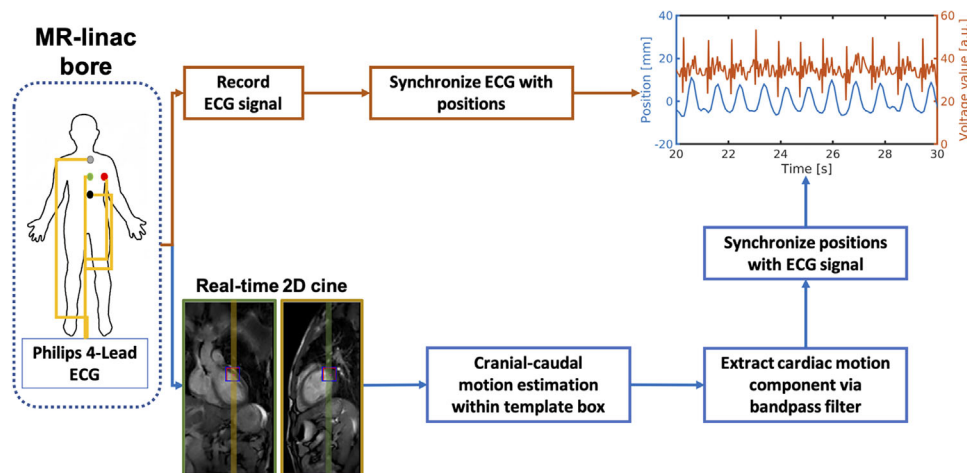 MR-linac
bore
Philips 4-Lead
ECG
Record
ECG signal
Synchronize ECG with
positions
Position [mm]
40
20
0
-20
Voltage value [a.u.]
60
40
20
0
20
22
24
26
28
30
Time [s]
Real-time 2D cine
Cranial-caudal
motion estimation
within template box
Extract cardiac motion
component via
bandpass filter
Synchronize positions
with ECG signal